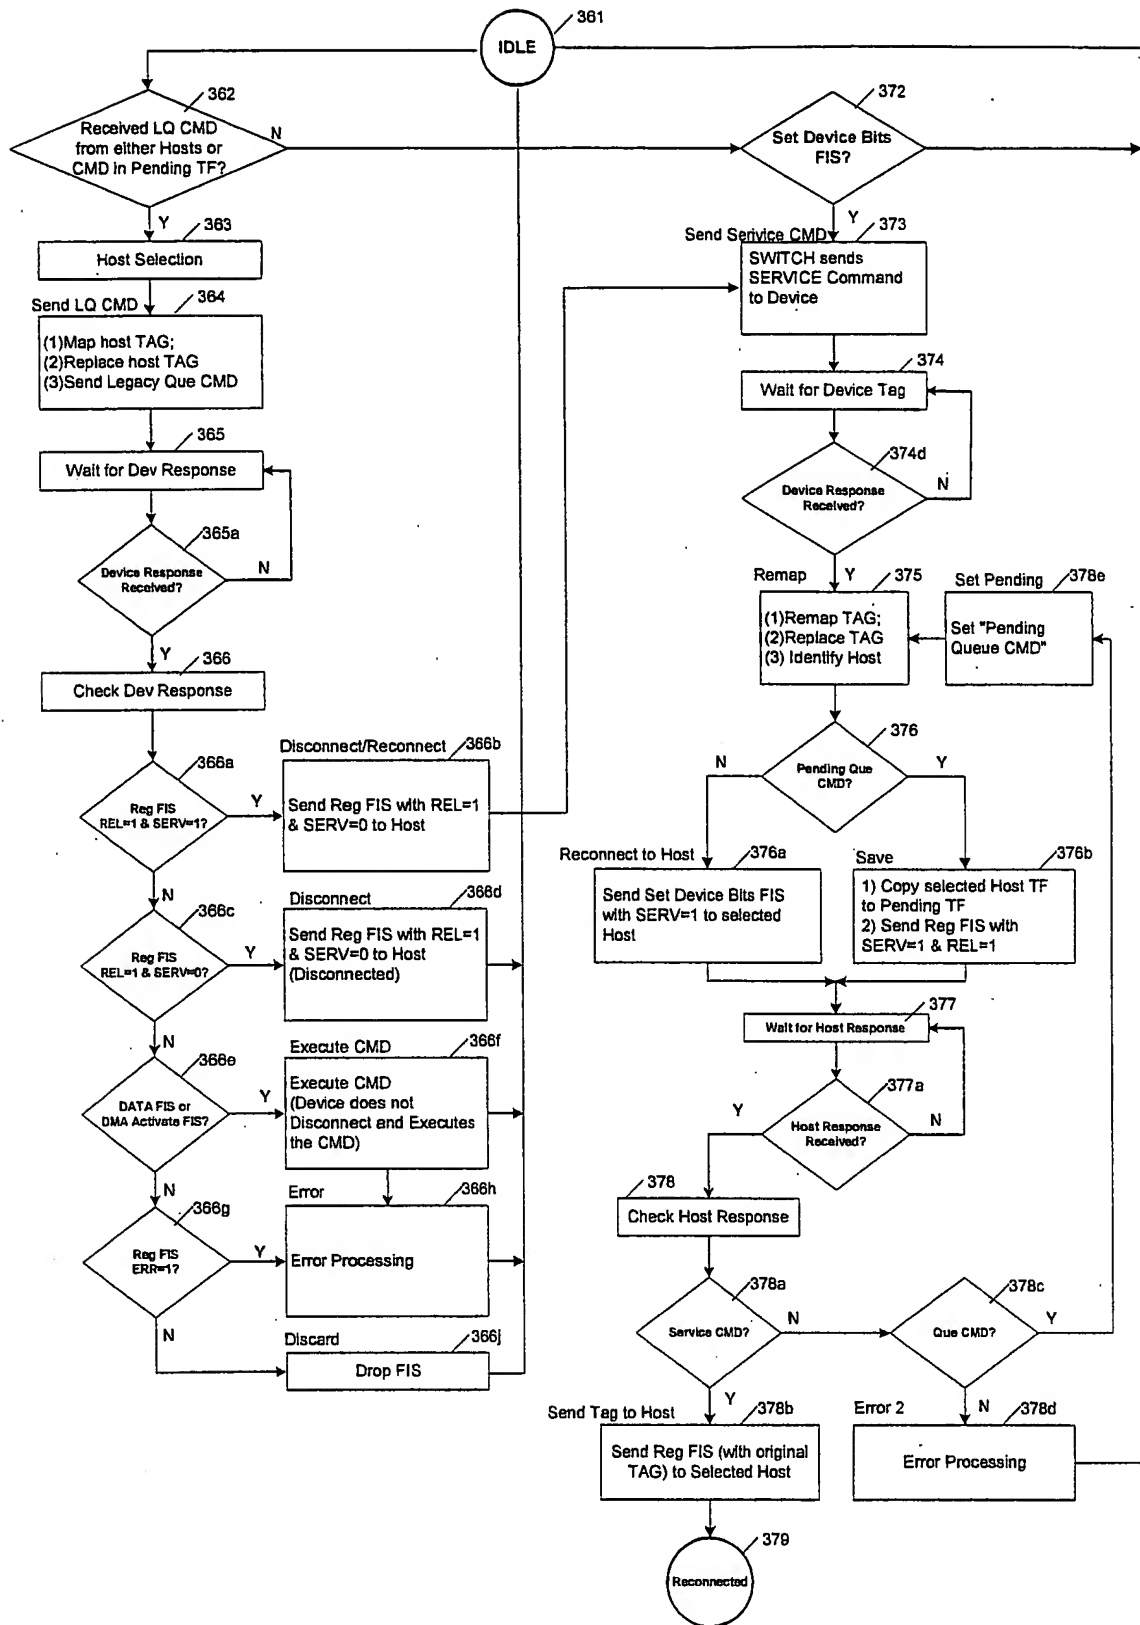 361
IDLE
362
Received LQ CMD
from either Hosts or
CMD in Pending TF?
N
Y
363
Host Selection
Send LQ CMD
364
(1)Map host TAG;
(2)Replace host TAG
(3)Send Legacy Que CMD
365
Wait for Dev Response
365a
Device Response
Received?
N
Y
366
Check Dev Response
366a
Reg FIS
REL=1 & SERV=1?
Y
N
Disconnect/Reconnect
366b
Send Reg FIS with REL=1
& SERV=0 to Host
366c
Reg FIS
REL=1 & SERV=0?
Y
N
Disconnect
366d
Send Reg FIS with REL=1
& SERV=0 to Host
(Disconnected)
366e
DATA FIS or
DMA Activate FIS?
Y
N
Execute CMD
366f
Execute CMD
(Device does not
Disconnect and Executes
the CMD)
366g
Reg FIS
ERR=1?
Y
N
Error
366h
Error Processing
Discard
366j
Drop FIS
372
Set Device Bits
FIS?
Y
Send Serivice CMD
373
SWITCH sends
SERVICE Command
to Device
374
Wait for Device Tag
374d
Device Response
Received?
N
Y
Remap
375
(1)Remap TAG;
(2)Replace TAG
(3) Identify Host
Set Pending
378e
Set "Pending
Queue CMD"
376
Pending Que
CMD?
N
Y
Reconnect to Host
376a
Send Set Device Bits FIS
with SERV=1 to selected
Host
Save
376b
1) Copy selected Host TF
to Pending TF
2) Send Reg FIS with
SERV=1 & REL=1
377
Wait for Host Response
377a
Host Response
Received?
Y
N
378
Check Host Response
378a
Service CMD?
N
Y
378c
Que CMD?
Y
N
Send Tag to Host
378b
Send Reg FIS (with original
TAG) to Selected Host
Error 2
378d
Error Processing
379
Reconnected